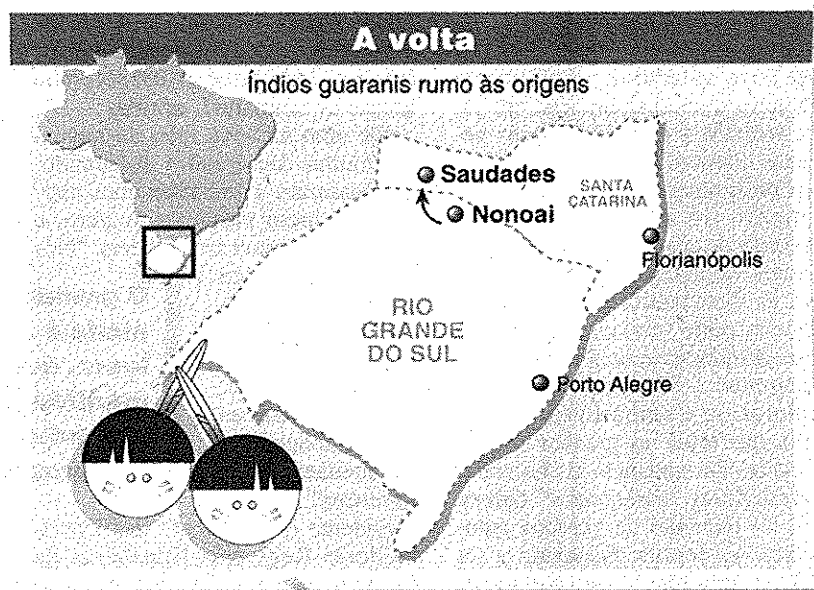 A volta
Índios guaranis rumo às origens
Saudades
Nonoai
SANTA
CATARINA
Florianópolis
RIO
GRANDE
DO SUL
Porto Alegre